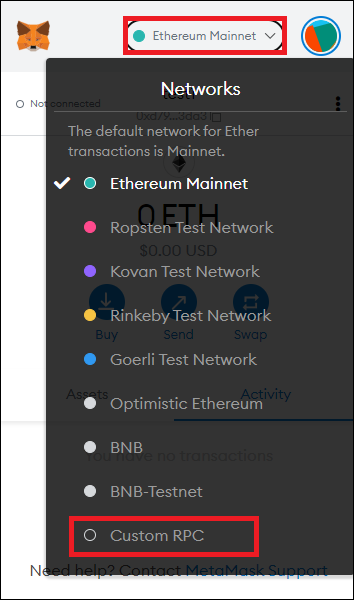 Ethereum Mainnet
Networks
Not connected
0xd79...3da3
The default network for Ether
transactions is Mainnet.
Ethereum Mainnet
0 ETH
Ropsten Test Network
$0.00 USD
Kovan Test Network
Rinkeby Test Network
Buy Send Swap
Goerli Test Network
Assets Activity
Optimistic Ethereum
BNB
You have no transactions
BNB-Testnet
Custom RPC
Need help? Contact MetaMask Support